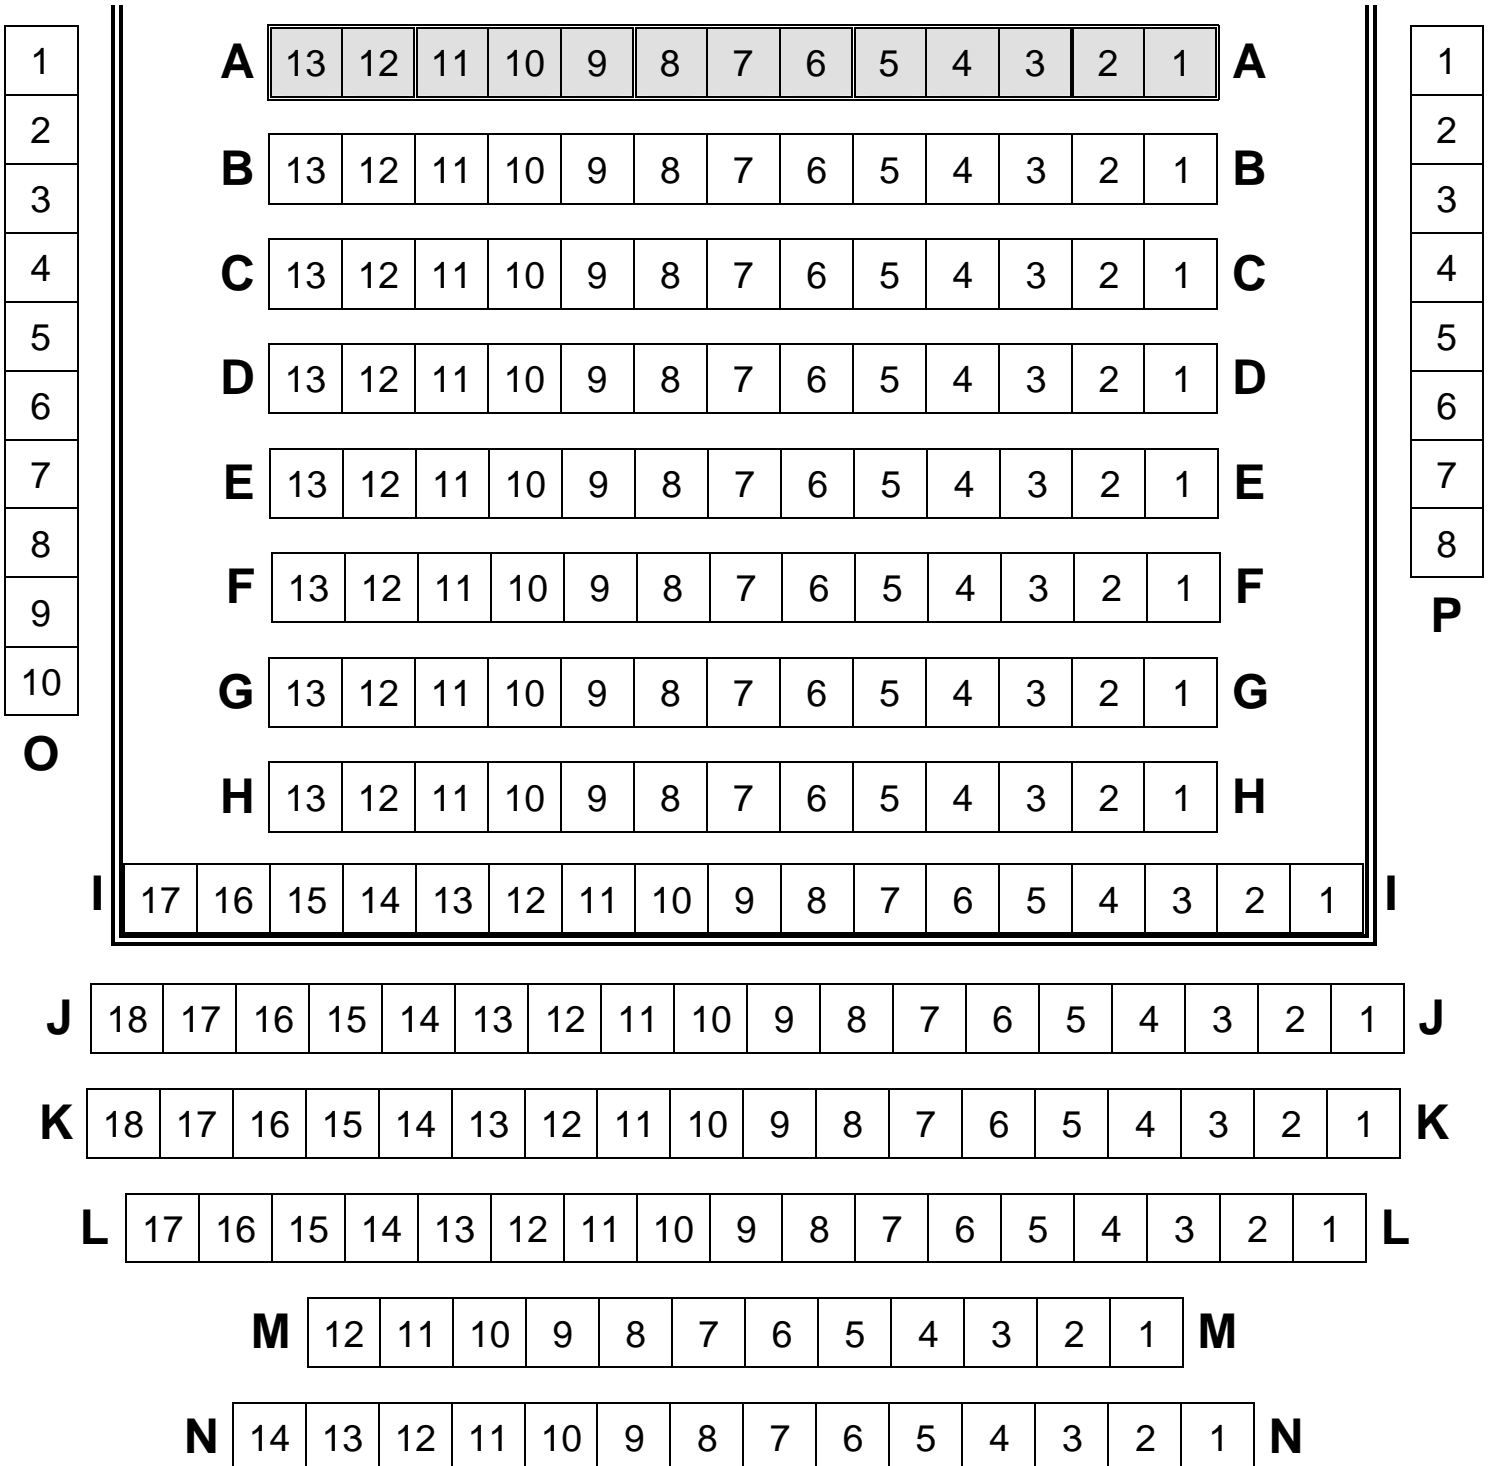 A 13 12 11 10 9 8 7 6 5 4 3 2 1 A
B 13 12 11 10 9 8 7 6 5 4 3 2 1 B
C 13 12 11 10 9 8 7 6 5 4 3 2 1 C
D 13 12 11 10 9 8 7 6 5 4 3 2 1 D
E 13 12 11 10 9 8 7 6 5 4 3 2 1 E
F 13 12 11 10 9 8 7 6 5 4 3 2 1 F
G 13 12 11 10 9 8 7 6 5 4 3 2 1 G
H 13 12 11 10 9 8 7 6 5 4 3 2 1 H
I 17 16 15 14 13 12 11 10 9 8 7 6 5 4 3 2 1 I
J 18 17 16 15 14 13 12 11 10 9 8 7 6 5 4 3 2 1 J
K 18 17 16 15 14 13 12 11 10 9 8 7 6 5 4 3 2 1 K
L 17 16 15 14 13 12 11 10 9 8 7 6 5 4 3 2 1 L
M 12 11 10 9 8 7 6 5 4 3 2 1 M
N 14 13 12 11 10 9 8 7 6 5 4 3 2 1 N
1
2
3
4
5
6
7
8
9
10
O
1
2
3
4
5
6
7
8
P